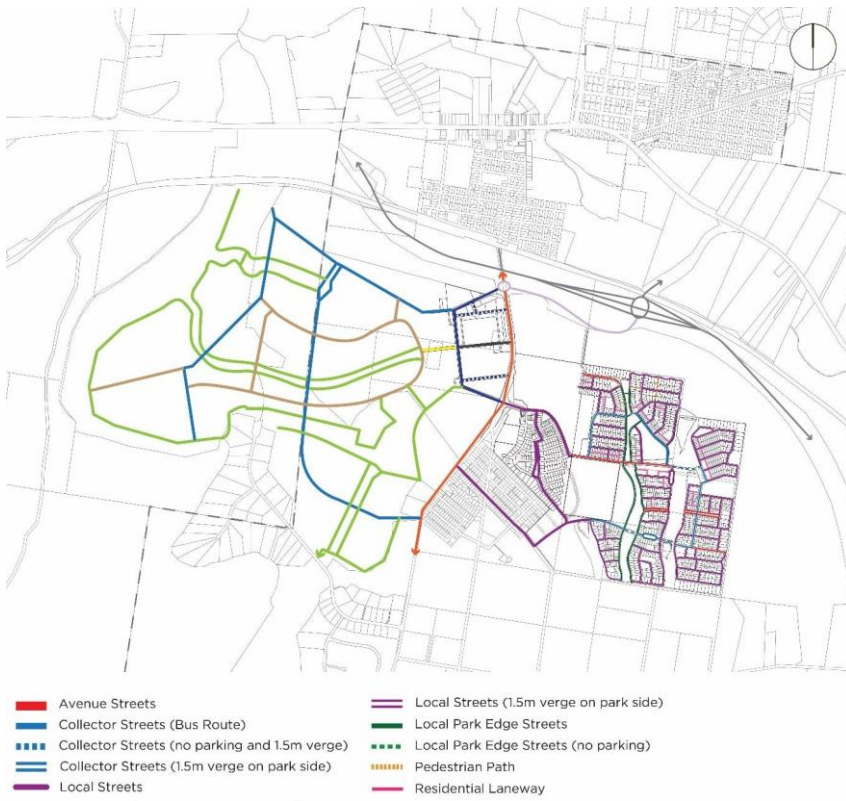 Avenue Streets
Collector Streets (Bus Route)
Collector Streets (no parking and 1.5m verge)
Collector Streets (1.5m verge on park side)
Local Streets
Local Streets (1.5m verge on park side)
Local Park Edge Streets
Local Park Edge Streets (no parking)
Pedestrian Path
Residential Laneway